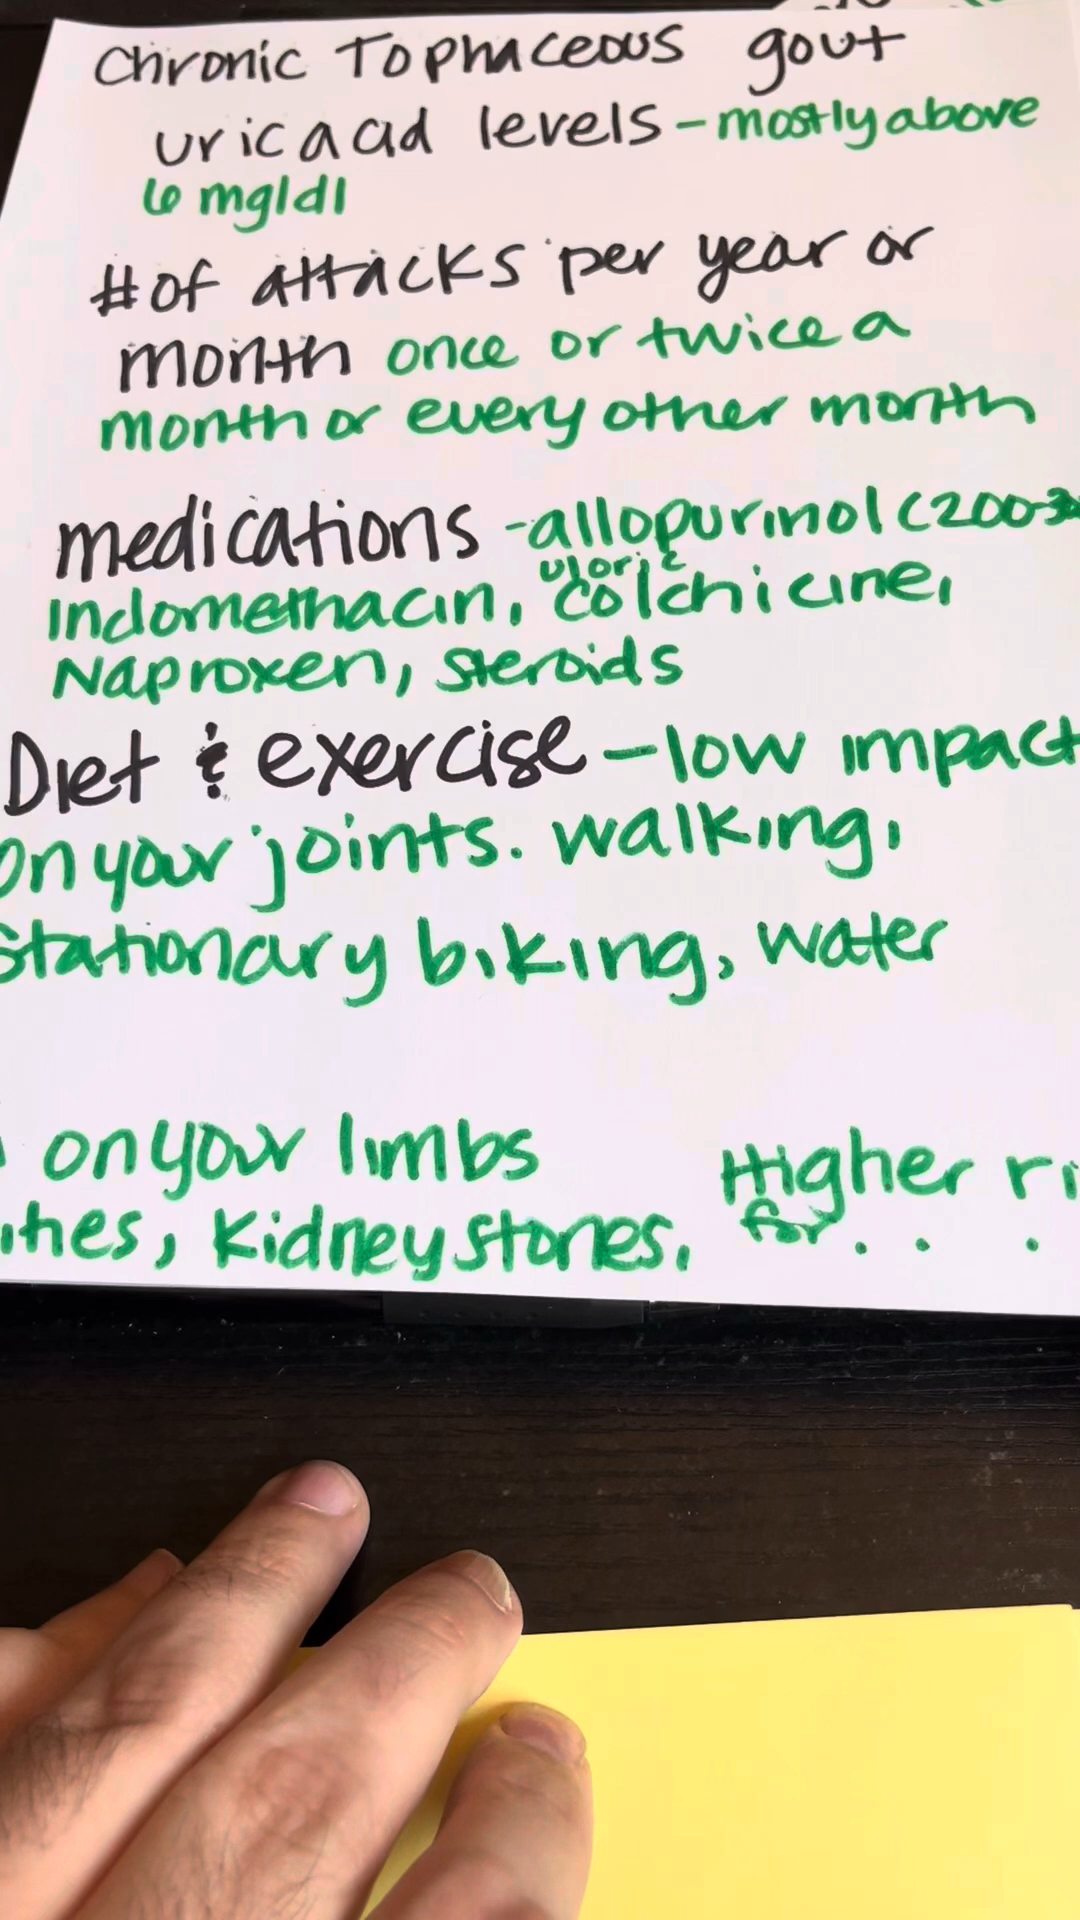 Chronic Tophaceous gout
uric acid levels - mostly above
6 mg/dl
# of attacks per year or
month once or twice a
month or every other month
medications - allopurinol (200-
uloric
Indomethacin, colchicine,
Naproxen, steroids
Diet & exercise - low impact
on your joints. walking,
stationary biking, water
on your limbs
Higher
kidney stones.
for . . .